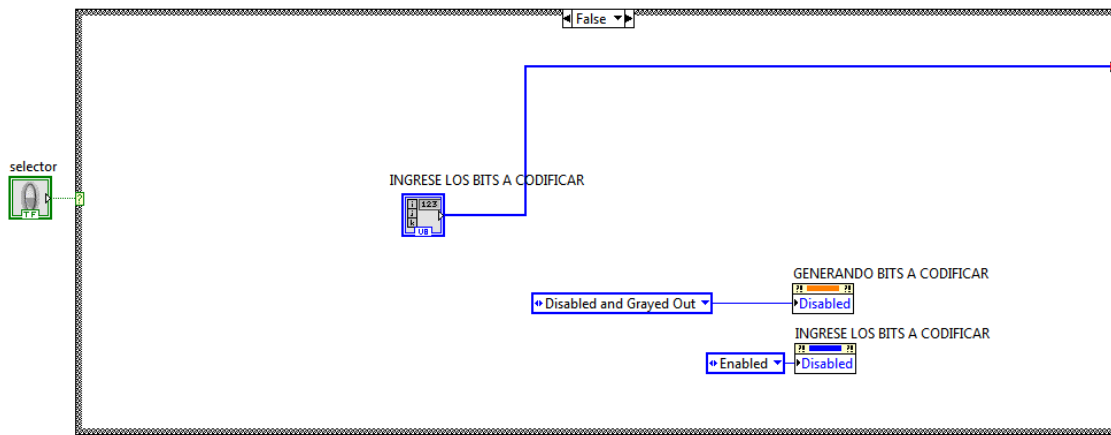 False
selector
?
TF
INGRESE LOS BITS A CODIFICAR
i 123
j
k
U8
GENERANDO BITS A CODIFICAR
Disabled and Grayed Out
?! ?!
Disabled
INGRESE LOS BITS A CODIFICAR
?! ?!
Enabled
Disabled